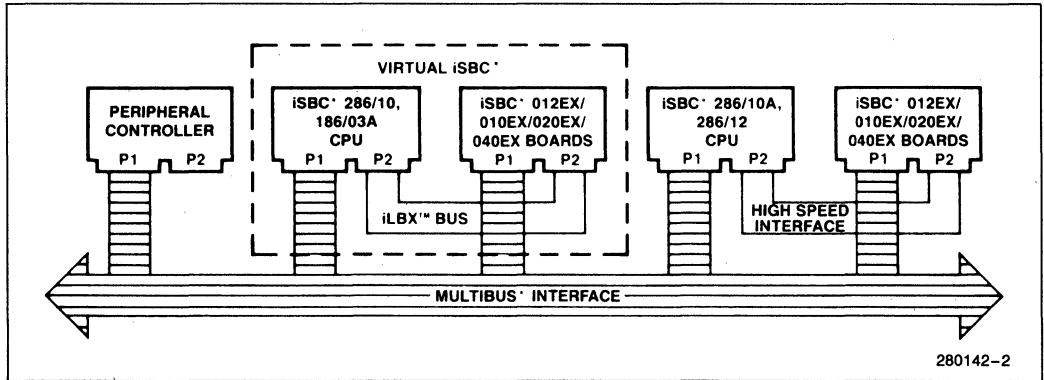 VIRTUAL iSBC*
PERIPHERAL
CONTROLLER
P1 P2
iSBC* 286/10,
186/03A
CPU
P1 P2
iSBC* 012EX/
010EX/020EX/
040EX BOARDS
P1 P2
iSBC* 286/10A,
286/12
CPU
P1 P2
iSBC* 012EX/
010EX/020EX/
040EX BOARDS
P1 P2
iLBX™ BUS
HIGH SPEED
INTERFACE
MULTIBUS* INTERFACE
280142-2